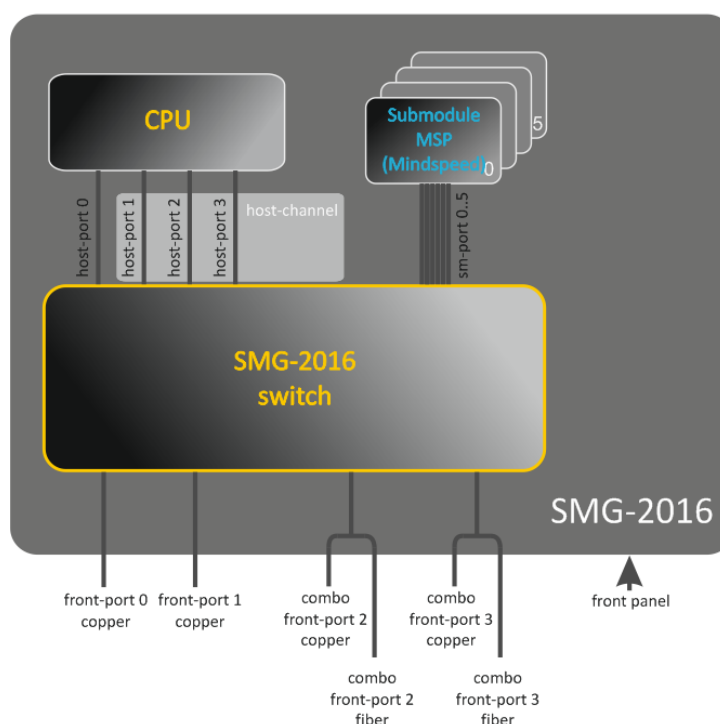 CPU
Submodule
MSP
(Mindspeed)
0
5
host-port 0
host-port 1
host-port 2
host-port 3
host-channel
sm-port 0..5
SMG-2016
switch
SMG-2016
front-port 0
copper
front-port 1
copper
combo
front-port 2
copper
combo
front-port 3
copper
front panel
combo
front-port 2
fiber
combo
front-port 3
fiber